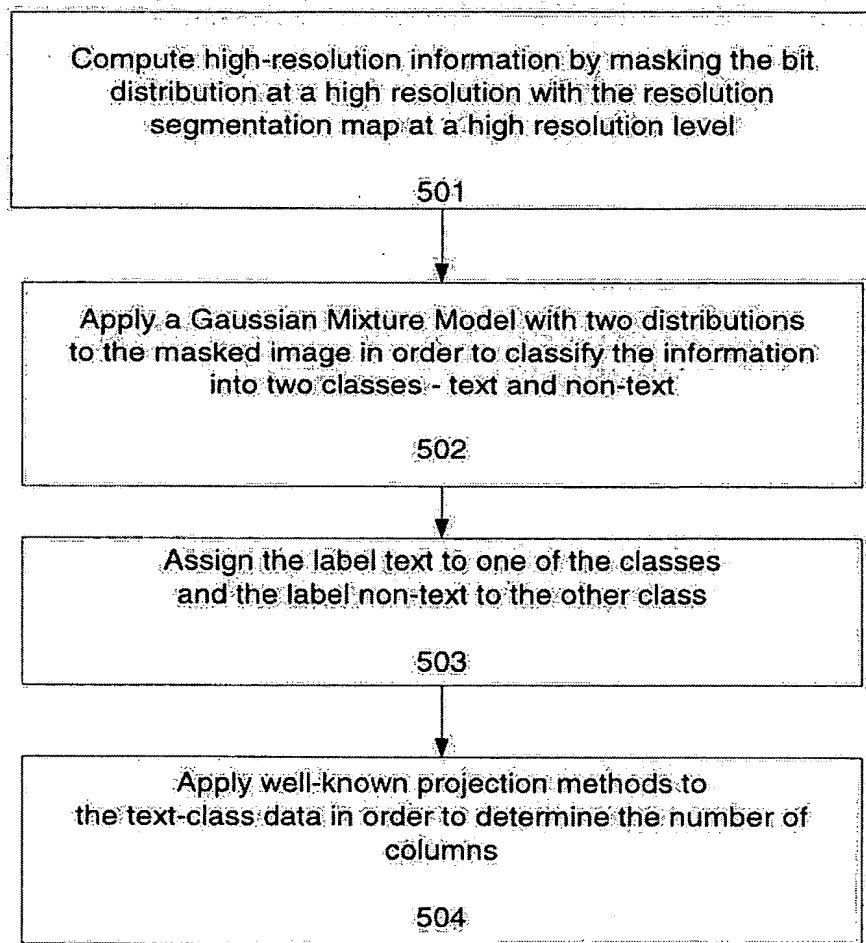 Compute high-resolution information by masking the bit
distribution at a high resolution with the resolution
segmentation map at a high resolution level
501
Apply a Gaussian Mixture Model with two distributions
to the masked image in order to classify the information
into two classes - text and non-text
502
Assign the label text to one of the classes
and the label non-text to the other class
503
Apply well-known projection methods to
the text-class data in order to determine the number of
columns
504